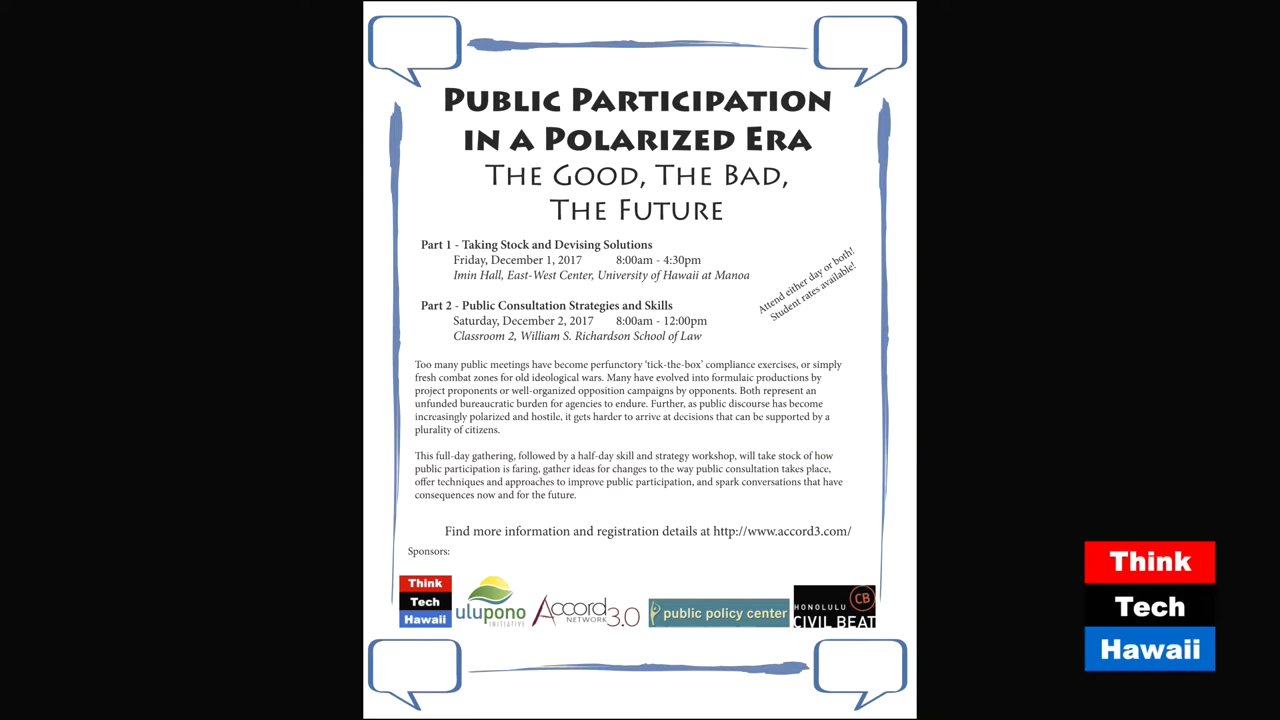 PUBLIC PARTICIPATION
IN A POLARIZED ERA
THE GOOD, THE BAD,
THE FUTURE
Part 1 - Taking Stock and Devising Solutions
Friday, December 1, 2017 8:00am - 4:30pm
Imin Hall, East-West Center, University of Hawaii at Manoa
Attend either day or both!
Student rates available!
Part 2 - Public Consultation Strategies and Skills
Saturday, December 2, 2017 8:00am - 12:00pm
Classroom 2, William S. Richardson School of Law
Too many public meetings have become perfunctory 'tick-the-box' compliance exercises, or simply
fresh combat zones for old ideological wars. Many have evolved into formulaic productions by
project proponents or well-organized opposition campaigns by opponents. Both represent an
unfunded bureaucratic burden for agencies to endure. Further, as public discourse has become
increasingly polarized and hostile, it gets harder to arrive at decisions that can be supported by a
plurality of citizens.
This full-day gathering, followed by a half-day skill and strategy workshop, will take stock of how
public participation is faring, gather ideas for changes to the way public consultation takes place,
offer techniques and approaches to improve public participation, and spark conversations that have
consequences now and for the future.
Find more information and registration details at http://www.accord3.com/
Sponsors:
Think
Tech
Hawaii
ulupono
INITIATIVE
Accord 3.0
NETWORK
public policy center
HONOLULU
CB
CIVIL BEAT
Think
Tech
Hawaii